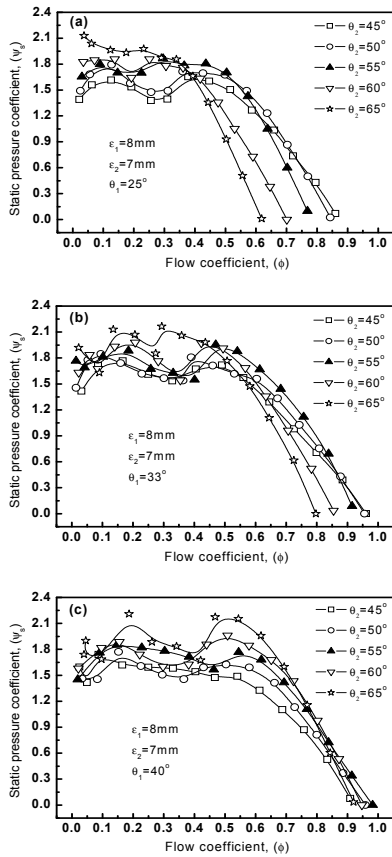 (a)
Static pressure coefficient, (ψₛ)
2.4
2.1
1.8
1.5
1.2
0.9
0.6
0.3
0.0
θ₂=45°
θ₂=50°
θ₂=55°
θ₂=60°
θ₂=65°
ε₁=8mm
ε₂=7mm
θ₁=25°
0.0 0.1 0.2 0.3 0.4 0.5 0.6 0.7 0.8 0.9 1.0
Flow coefficient, (ϕ)
(b)
Static pressure coefficient, (ψₛ)
2.4
2.1
1.8
1.5
1.2
0.9
0.6
0.3
0.0
θ₂=45°
θ₂=50°
θ₂=55°
θ₂=60°
θ₂=65°
ε₁=8mm
ε₂=7mm
θ₁=33°
0.0 0.1 0.2 0.3 0.4 0.5 0.6 0.7 0.8 0.9 1.0
Flow coefficient, (ϕ)
(c)
Static pressure coefficient, (ψₛ)
2.4
2.1
1.8
1.5
1.2
0.9
0.6
0.3
0.0
θ₂=45°
θ₂=50°
θ₂=55°
θ₂=60°
θ₂=65°
ε₁=8mm
ε₂=7mm
θ₁=40°
0.0 0.1 0.2 0.3 0.4 0.5 0.6 0.7 0.8 0.9 1.0
Flow coefficient, (ϕ)